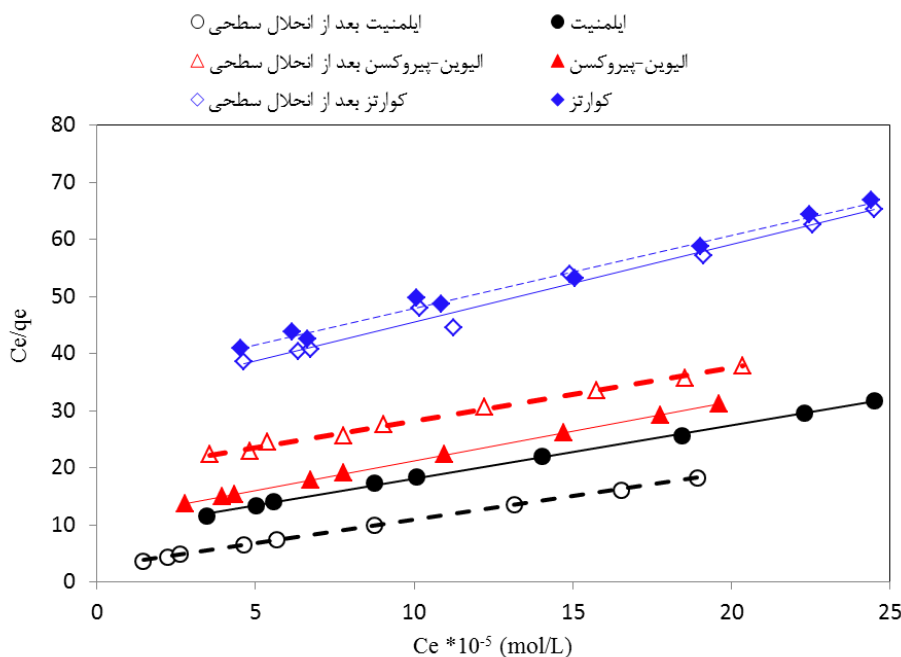 ایلمنیت ایلمنیت بعد از انحلال سطحی
الیوین-پیروکسن الیوین-پیروکسن بعد از انحلال سطحی
کوارتز کوارتز بعد از انحلال سطحی
80
70
60
50
40
30
20
10
0
Ce/qe
0 5 10 15 20 25
Ce *10⁻⁵ (mol/L)